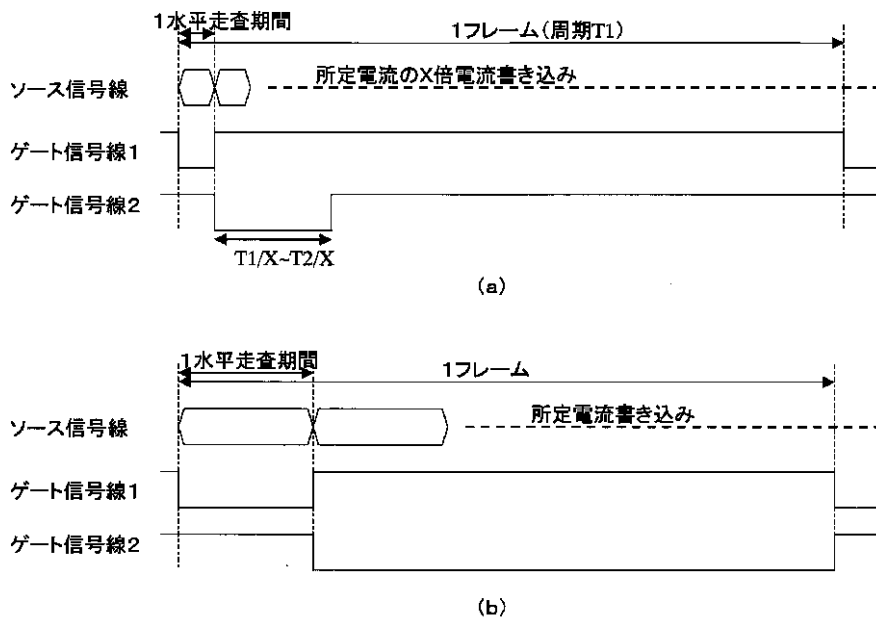 1水平走査期間
1フレーム(周期T1)
ソース信号線
所定電流のX倍電流書き込み
ゲート信号線1
ゲート信号線2
T1/X~T2/X
(a)
1水平走査期間
1フレーム
ソース信号線
所定電流書き込み
ゲート信号線1
ゲート信号線2
(b)